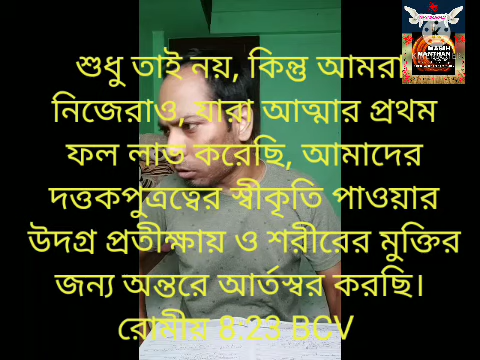 শুধু তাই নয়, কিন্তু আমরা
নিজেরাও, যারা আত্মার প্রথম
ফল লাভ করেছি, আমাদের
দত্তকপুত্রত্বের স্বীকৃতি পাওয়ার
উদগ্র প্রতীক্ষায় ও শরীরের মুক্তির
জন্য অন্তরে আর্তস্বর করছি।
রোমীয় 8:23 BCV